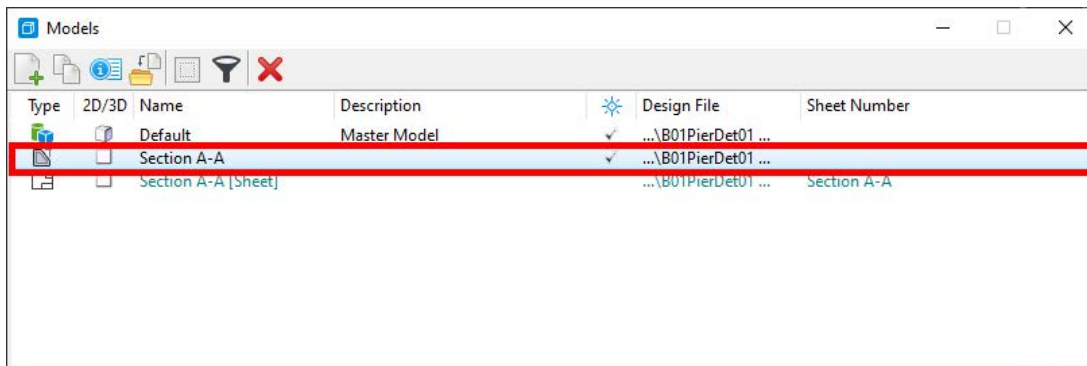 Models
Type 2D/3D Name Description Design File Sheet Number
Default Master Model ...\B01PierDet01 ...
Section A-A ...\B01PierDet01 ...
Section A-A [Sheet] ...\B01PierDet01 ... Section A-A